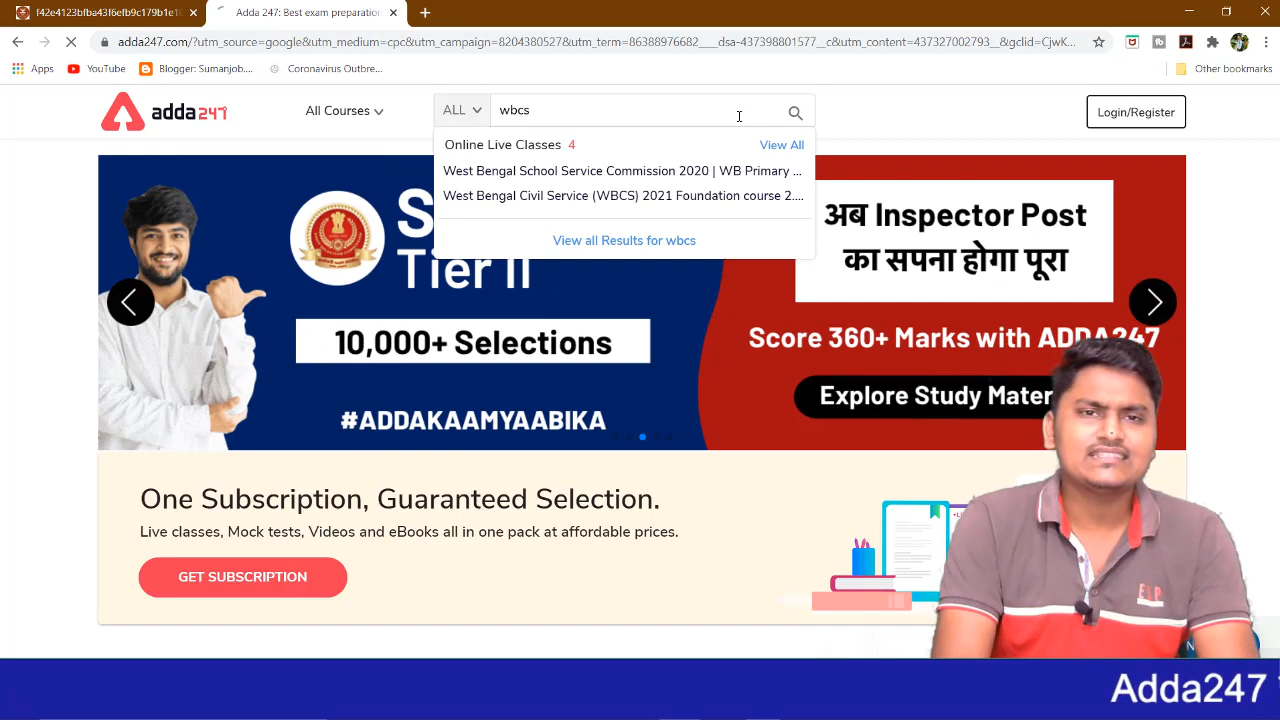 f42e4123bfba43f6efb9c179b1e16
Adda 247: Best exam preparation
adda247.com/?utm_source=google&utm_medium=cpc&utm_campaign=8204380527&utm_term=86388976682___dsa-437398801577__c&utm_content=437327002793__&gclid=CjwK...
Apps
YouTube
Blogger: Sumanjob...
Coronavirus Outbre...
Other bookmarks
adda247
All Courses
ALL
wbcs
Login/Register
Online Live Classes 4
View All
West Bengal School Service Commission 2020 | WB Primary ...
West Bengal Civil Service (WBCS) 2021 Foundation course 2....
View all Results for wbcs
Tier II
10,000+ Selections
#ADDAKAAMYAABIKA
अब Inspector Post
का सपना होगा पूरा
Score 360+ Marks with ADDA247
Explore Study Mater
One Subscription, Guaranteed Selection.
Live classes, Mock tests, Videos and eBooks all in one pack at affordable prices.
GET SUBSCRIPTION
Adda247